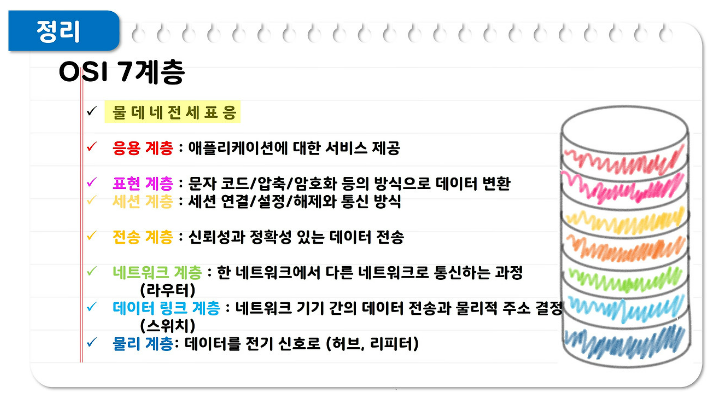 정리
OSI 7계층
✓ 물 데 네 전 세 표 응
✓ 응용 계층 : 애플리케이션에 대한 서비스 제공
✓ 표현 계층 : 문자 코드/압축/암호화 등의 방식으로 데이터 변환
✓ 세션 계층 : 세션 연결/설정/해제와 통신 방식
✓ 전송 계층 : 신뢰성과 정확성 있는 데이터 전송
✓ 네트워크 계층 : 한 네트워크에서 다른 네트워크로 통신하는 과정
(라우터)
✓ 데이터 링크 계층 : 네트워크 기기 간의 데이터 전송과 물리적 주소 결정
(스위치)
✓ 물리 계층: 데이터를 전기 신호로 (허브, 리피터)